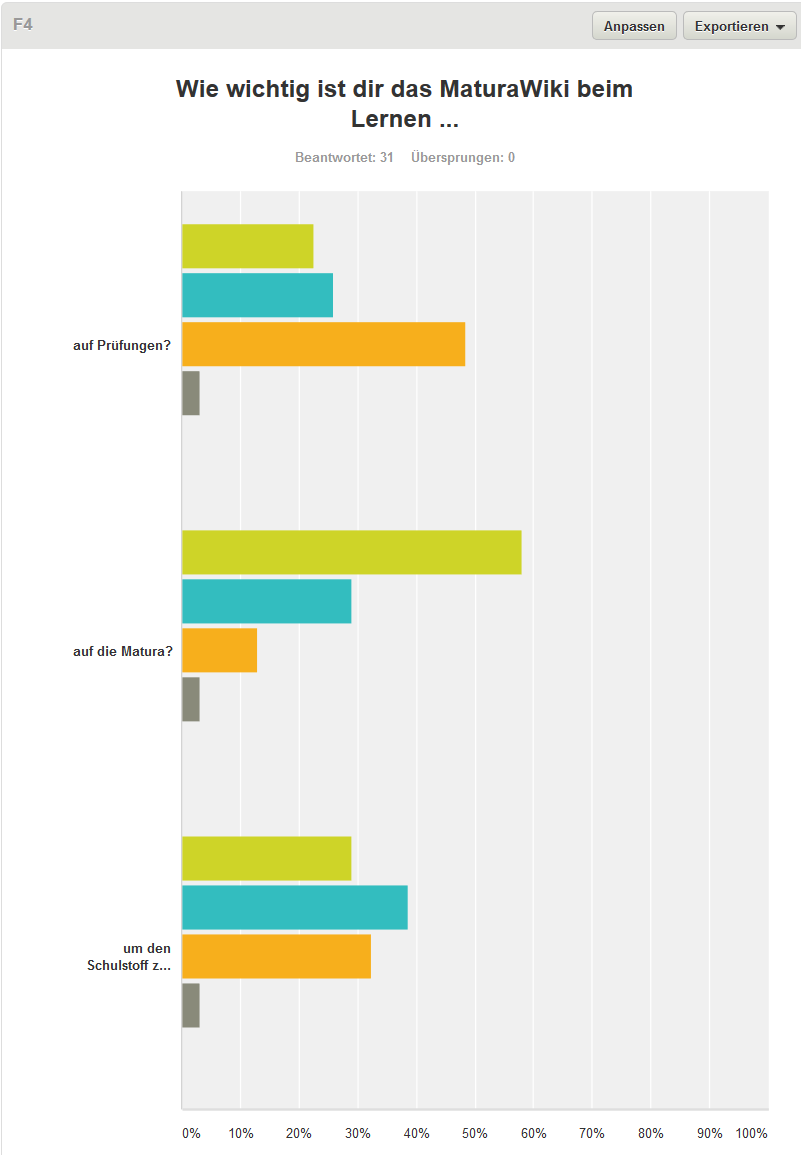 F4
Anpassen
Exportieren
Wie wichtig ist dir das MaturaWiki beim
Lernen ...
Beantwortet: 31 Übersprungen: 0
auf Prüfungen?
auf die Matura?
um den
Schulstoff z...
0% 10% 20% 30% 40% 50% 60% 70% 80% 90% 100%